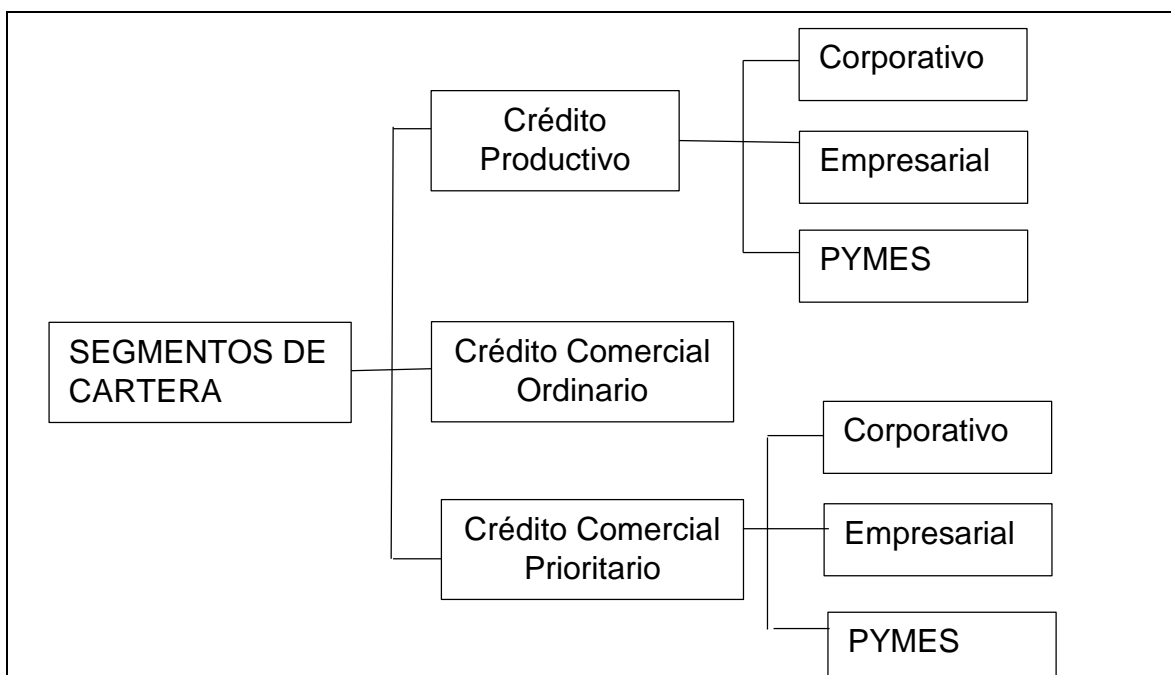 SEGMENTOS DE
CARTERA
Crédito
Productivo
Corporativo
Empresarial
PYMES
Crédito Comercial
Ordinario
Crédito Comercial
Prioritario
Corporativo
Empresarial
PYMES